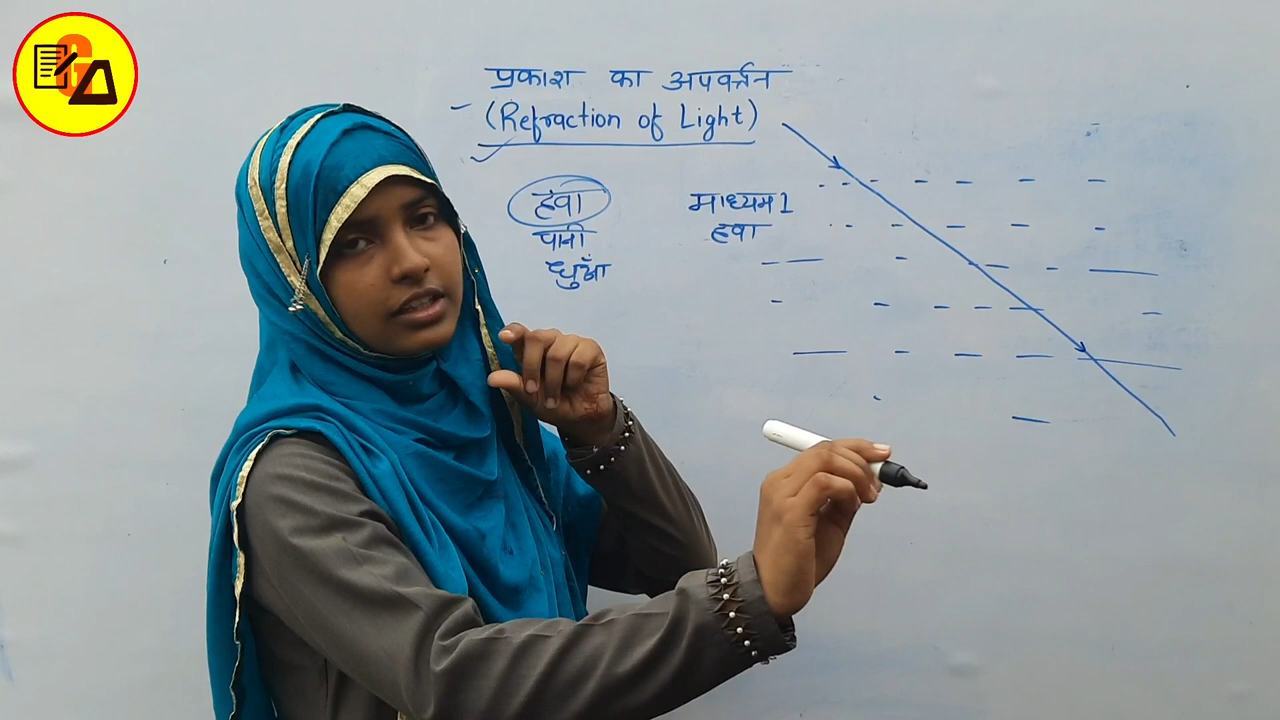 प्रकाश का अपवर्त्तन
(Refraction of Light)
हवा
पानी
धुआँ
माध्यम 1
हवा